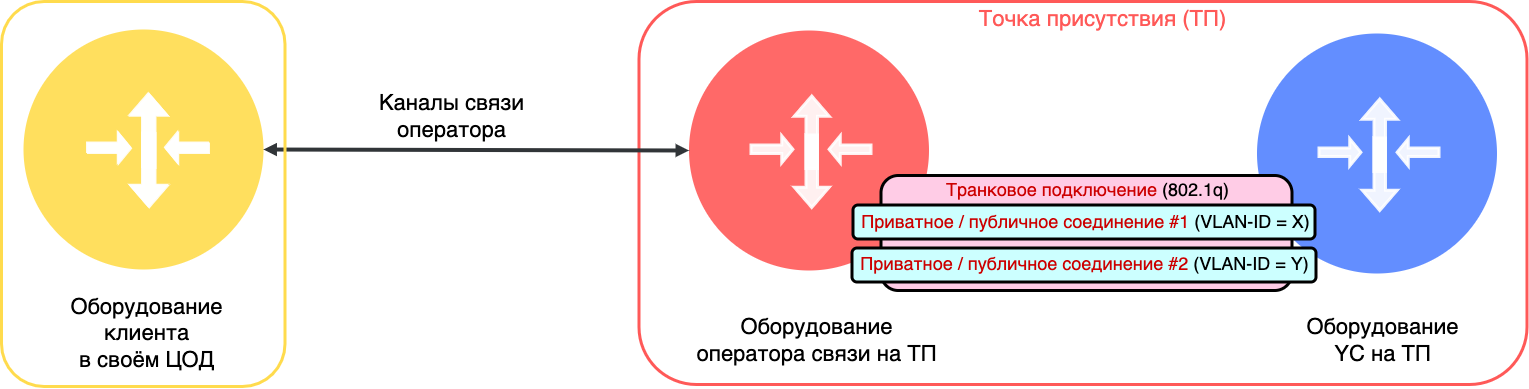 Точка присутствия (ТП)
Каналы связи
оператора
Транковое подключение (802.1q)
Приватное / публичное соединение #1 (VLAN-ID = X)
Приватное / публичное соединение #2 (VLAN-ID = Y)
Оборудование
клиента
в своём ЦОД
Оборудование
оператора связи на ТП
Оборудование
YC на ТП